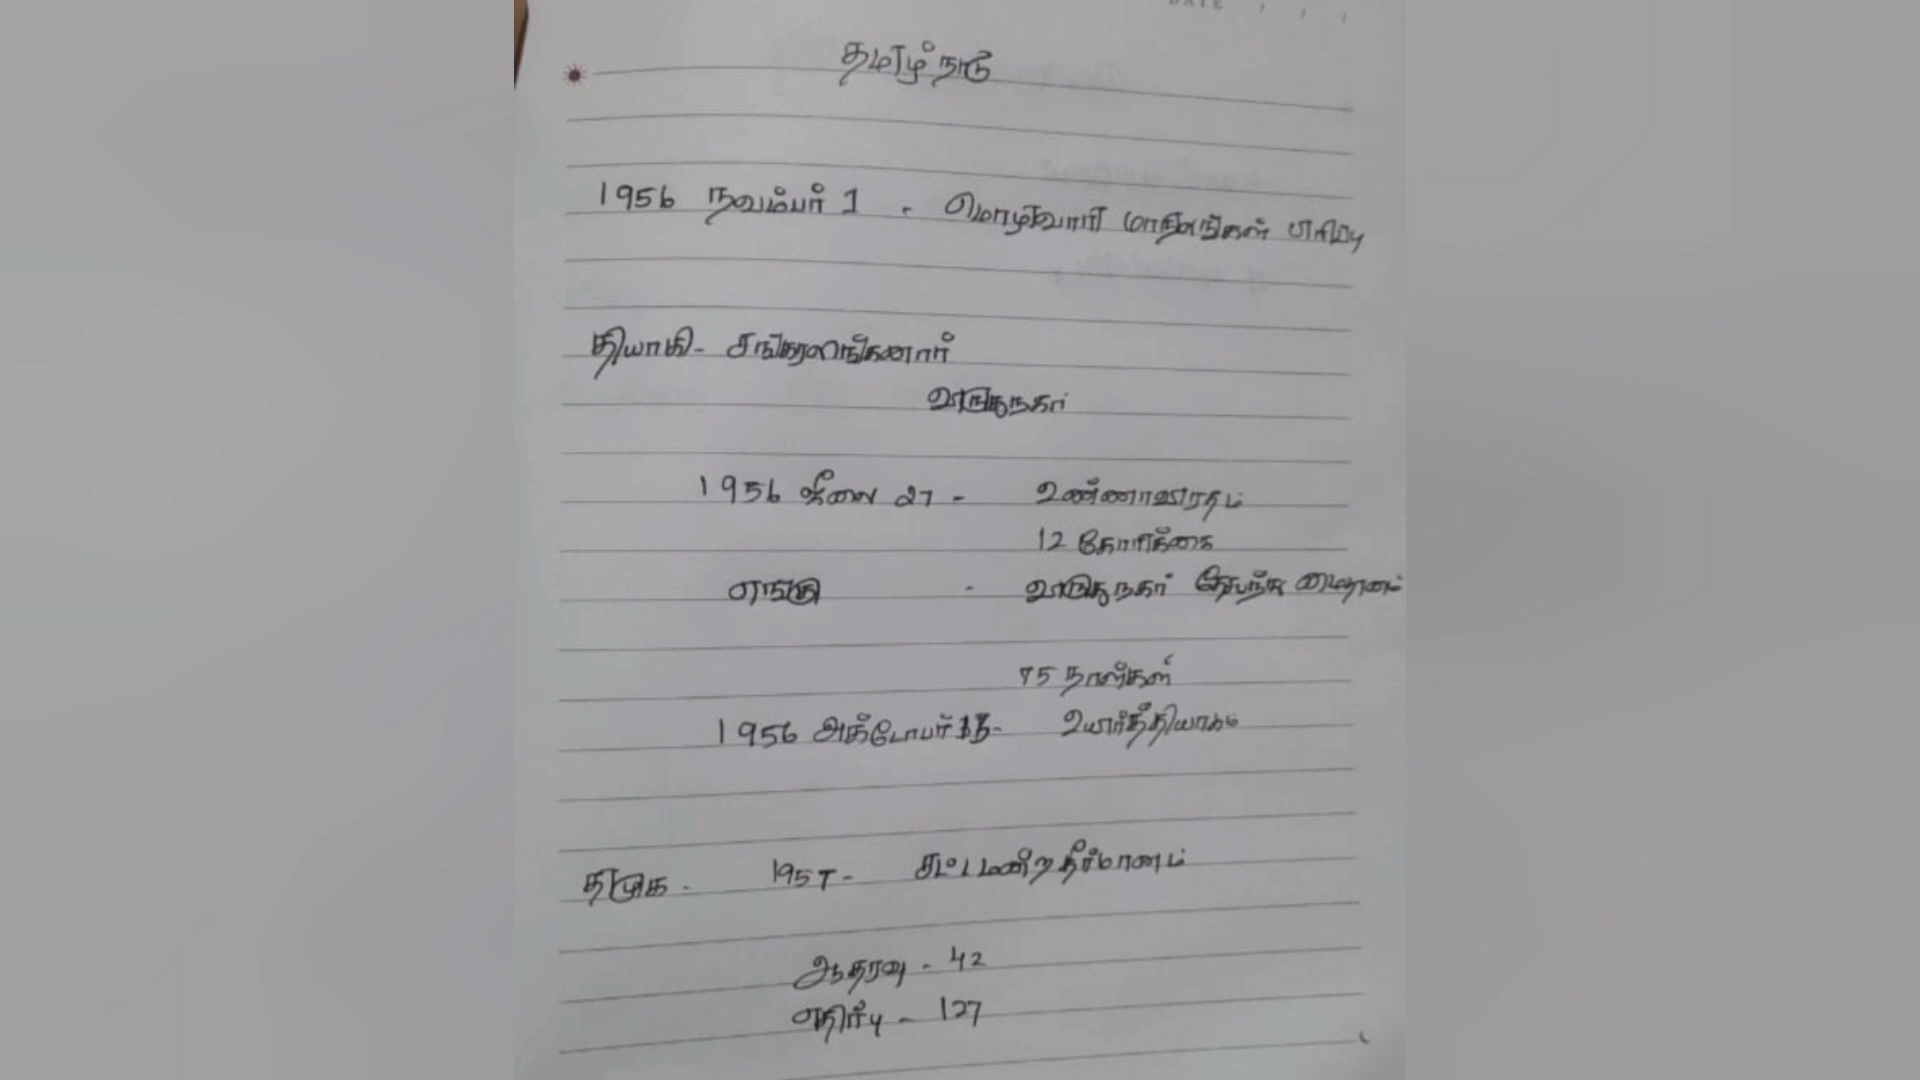 DATE
தமிழ்நாடு
1956 நவம்பர் 1 - மொழிவாரி மாநிலங்கள் பிரிப்பு
தியாகி - சங்கரலிங்கனார்
விருதுநகர்
1956 ஜீலை 27 - உண்ணாவிரதம்
12 கோரிக்கை
எங்கு - விருதுநகர் தேசபந்து மைதானம்
75 நாள்கள்
1956 அக்டோபர் 13 - உயிர்த்தியாகம்
திமுக - 1957 - சட்டமன்ற தீர்மானம்
ஆதரவு - 42
எதிர்பு - 127